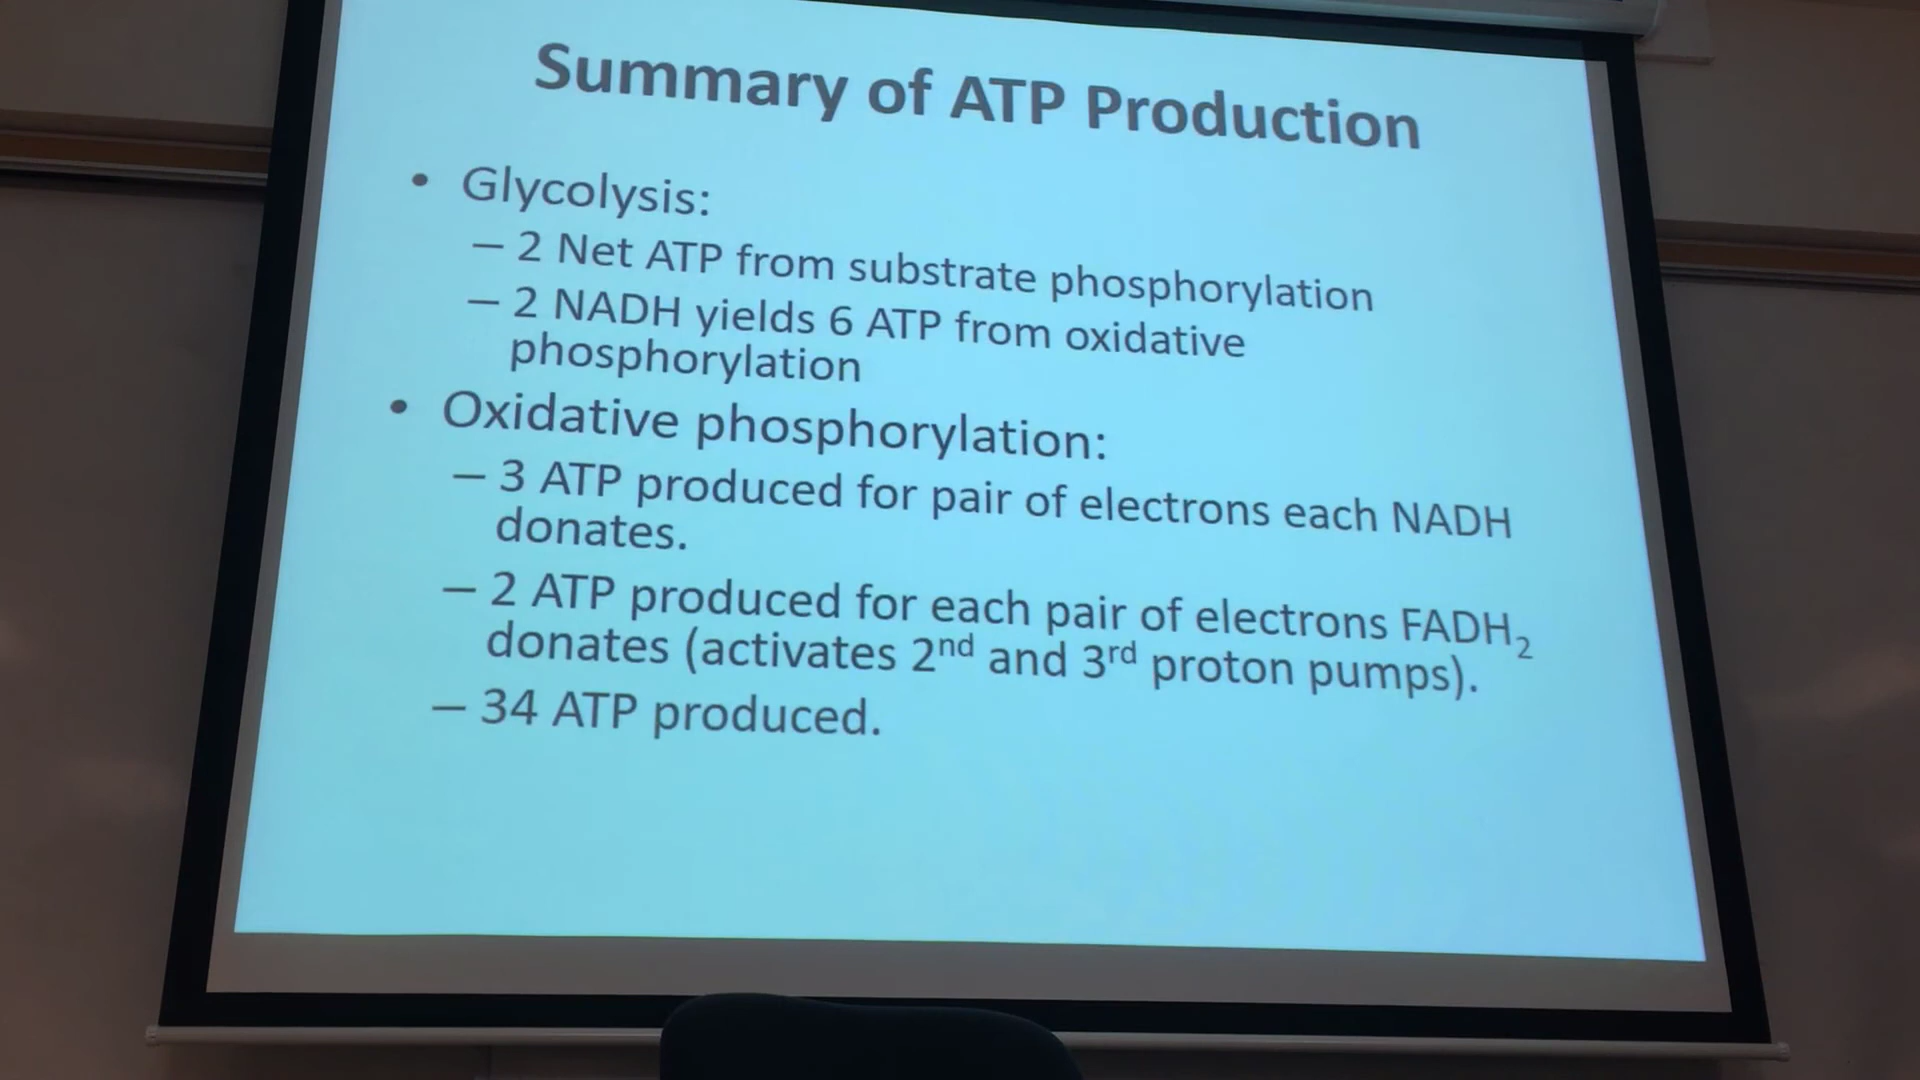 Summary of ATP Production
• Glycolysis:
– 2 Net ATP from substrate phosphorylation
– 2 NADH yields 6 ATP from oxidative
phosphorylation
• Oxidative phosphorylation:
– 3 ATP produced for pair of electrons each NADH
donates.
– 2 ATP produced for each pair of electrons FADH₂
donates (activates 2ⁿᵈ and 3ʳᵈ proton pumps).
– 34 ATP produced.